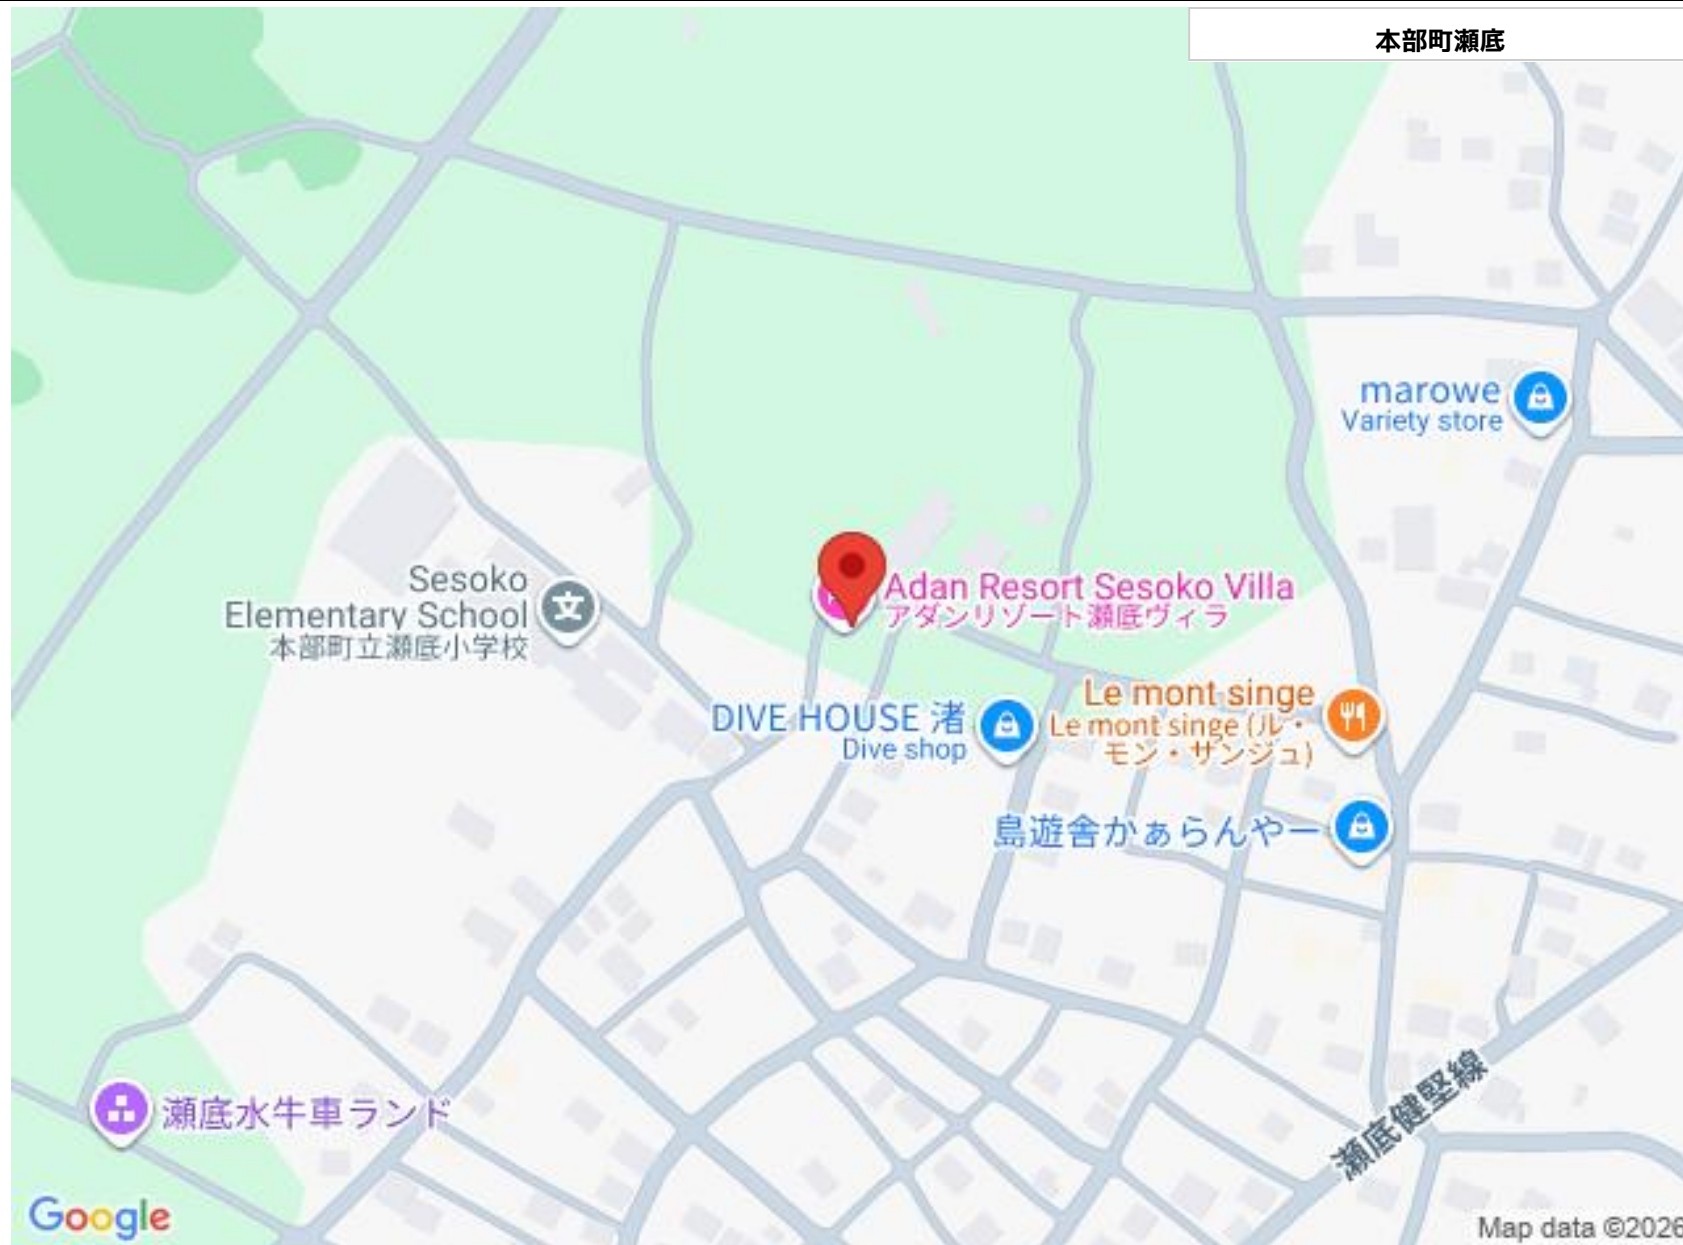 本部町瀬底
marowe
Variety store
Sesoko
Elementary School
本部町立瀬底小学校
Adan Resort Sesoko Villa
アダンリゾート瀬底ヴィラ
DIVE HOUSE 渚
Dive shop
Le mont singe
Le mont singe (ル・
モン・サンジュ)
島遊舎かぁらんやー
瀬底健堅線
瀬底水牛車ランド
Google
Map data ©2026